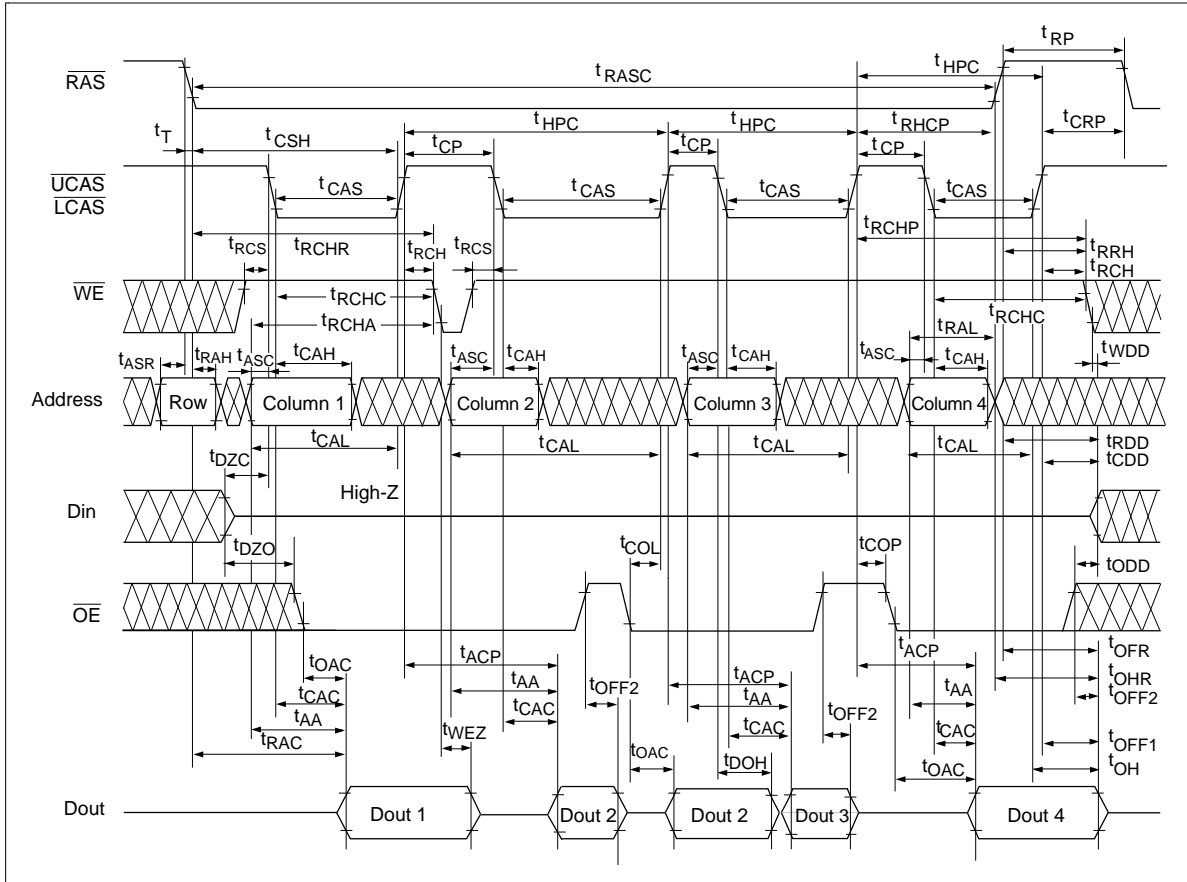 tRP
tHPC
RAS
tRASC
tT
tCSH
tHPC
tHPC
tRHCP
tCRP
tCP
tCP
tCP
UCAS
LCAS
tCAS
tCAS
tCAS
tCAS
tRCHP
tRCS
tRCHR
tRCH
tRCS
tRRH
tRCH
WE
tRCHC
tRCHC
tRCHA
tRAL
tWDD
tASR
tRAH
tASC
tCAH
tASC
tCAH
tASC
tCAH
tASC
tCAH
Address
Row
Column 1
Column 2
Column 3
Column 4
tCAL
tCAL
tCAL
tCAL
tRDD
tCDD
tDZC
High-Z
Din
tDZO
tCOL
tCOP
tODD
OE
tOAC
tACP
tACP
tACP
tOFR
tCAC
tAA
tOFF2
tAA
tAA
tOHR
tOFF2
tAA
tCAC
tCAC
tOFF2
tCAC
tRAC
tWEZ
tOAC
tDOH
tOAC
tOFF1
tOH
Dout
Dout 1
Dout 2
Dout 2
Dout 3
Dout 4